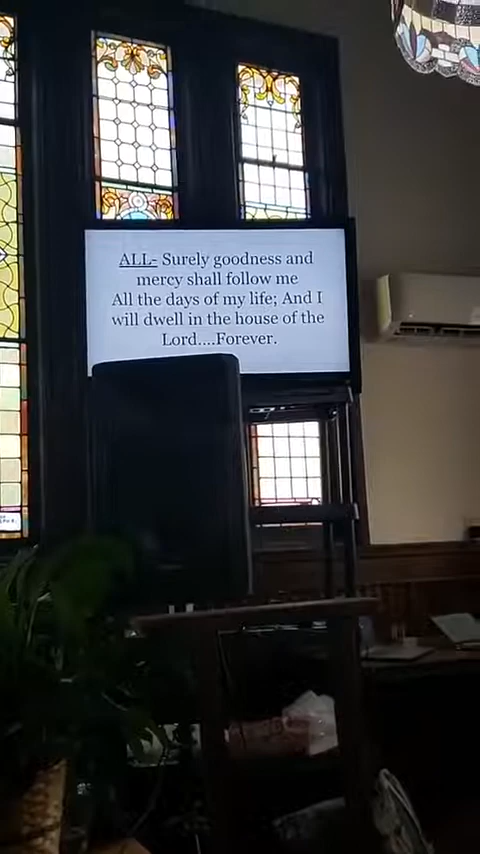 ALL- Surely goodness and
mercy shall follow me
All the days of my life; And I
will dwell in the house of the
Lord....Forever.